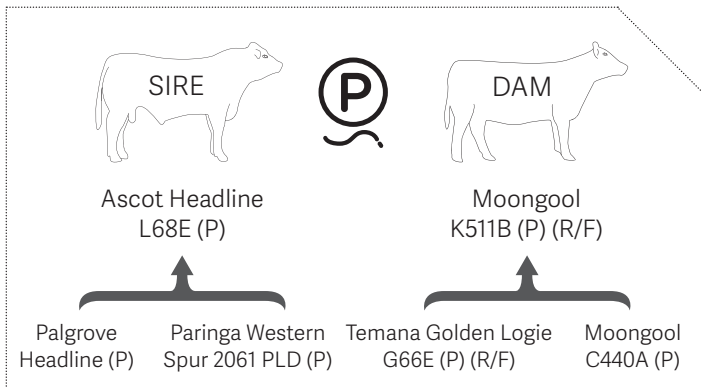 SIRE
P
DAM
Ascot Headline
L68E (P)
Moongool
K511B (P) (R/F)
Palgrove
Headline (P)
Paringa Western
Spur 2061 PLD (P)
Temana Golden Logie
G66E (P) (R/F)
Moongool
C440A (P)